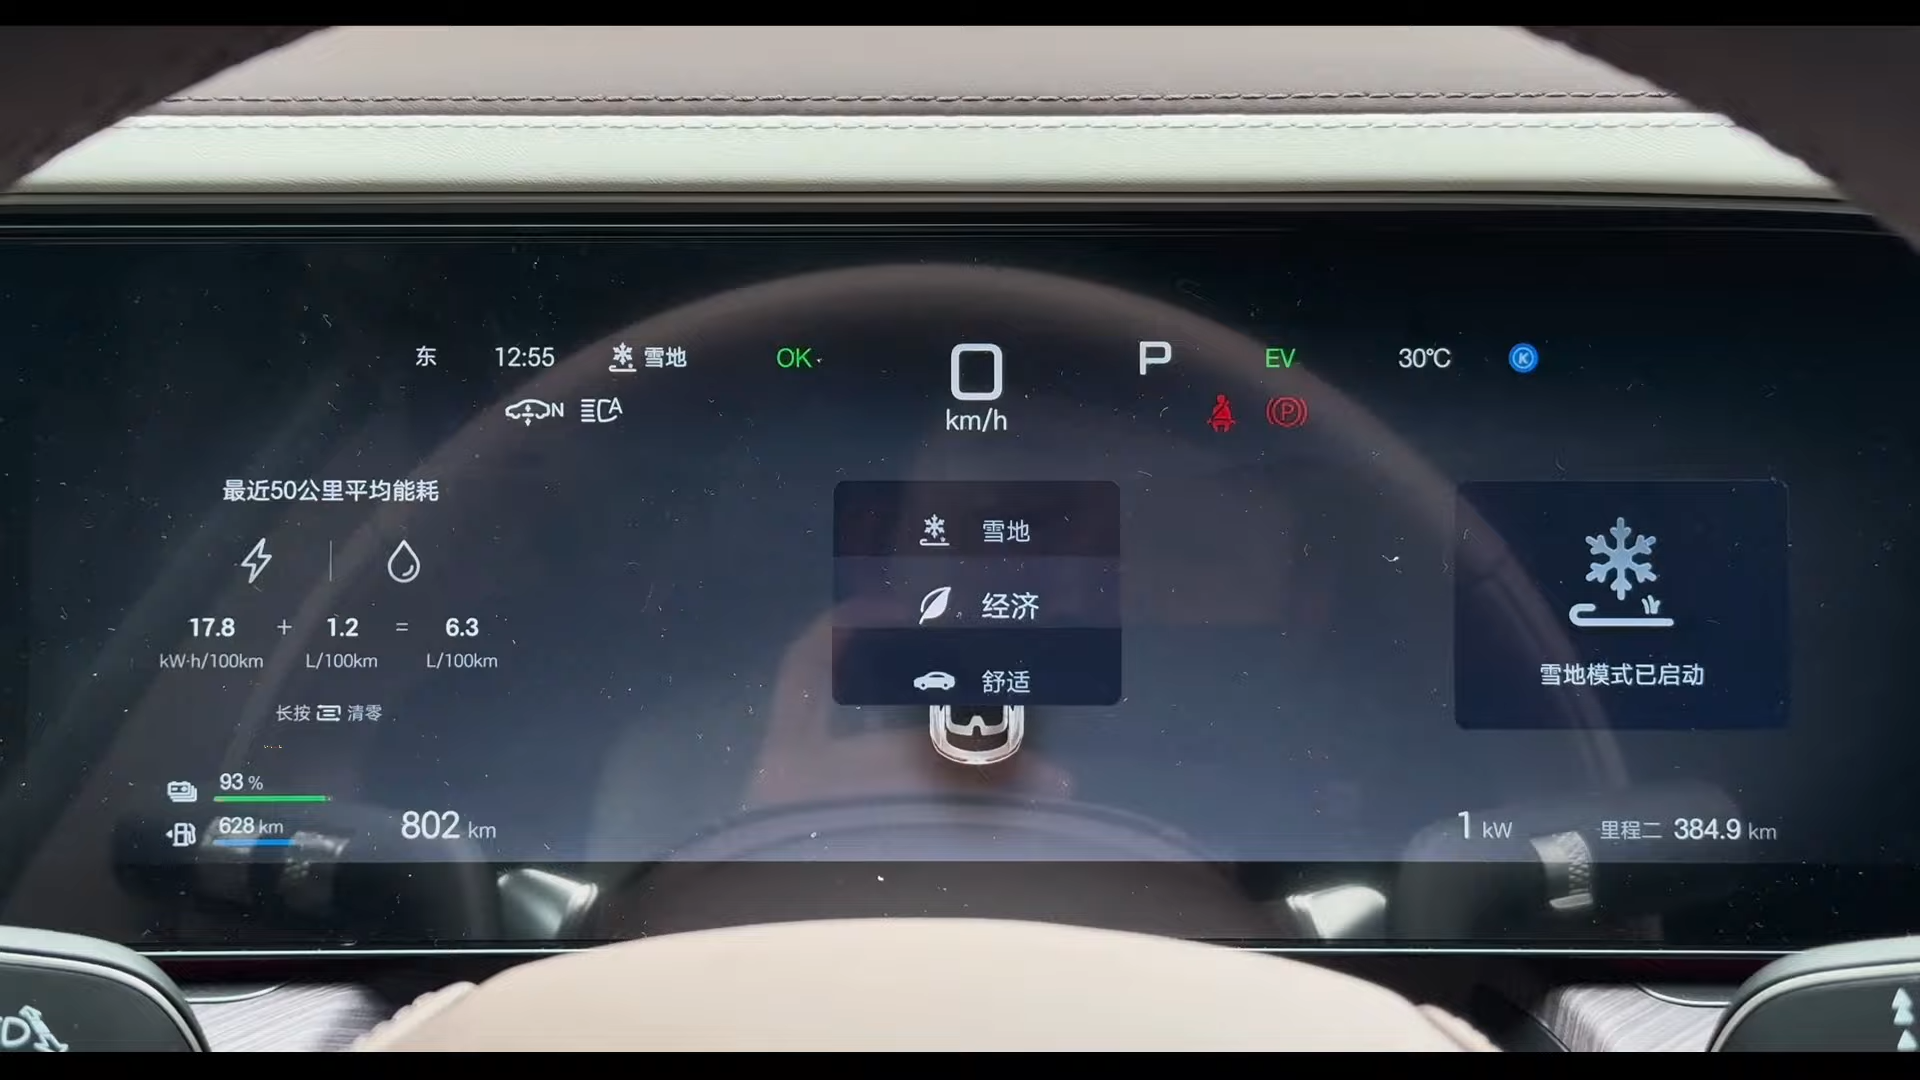 东 12:55 雪地 OK 0 P EV 30℃ K
km/h
N A P
最近50公里平均能耗
17.8 + 1.2 = 6.3
kW·h/100km L/100km L/100km
长按 清零
雪地
经济
舒适
雪地模式已启动
93 %
628 km
802 km
1 kW 里程二 384.9 km